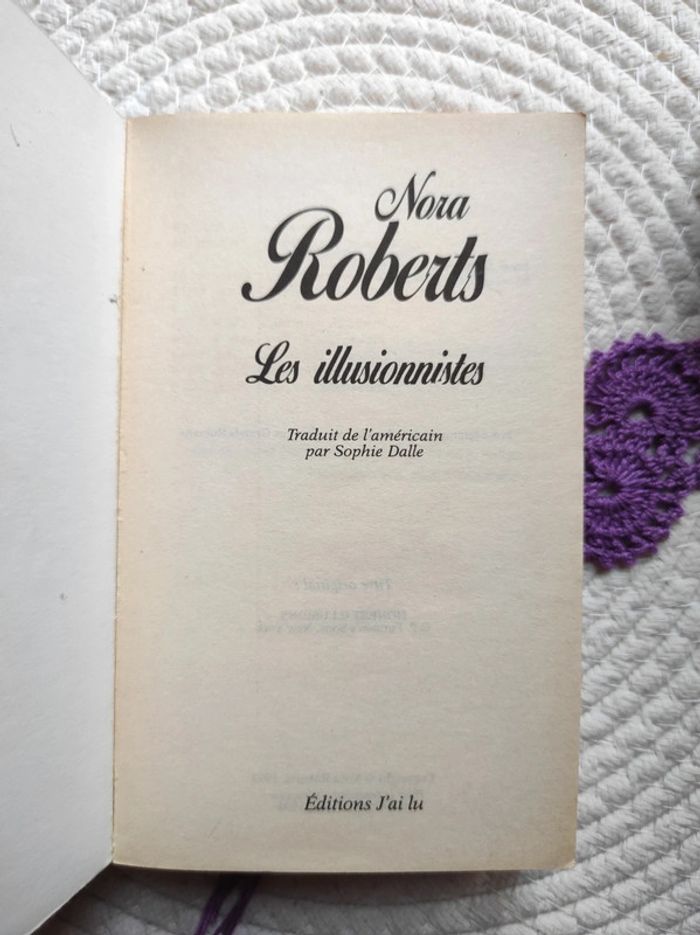 Nora
Roberts
Les illusionnistes
Traduit de l'américain
par Sophie Dalle
Éditions J'ai lu